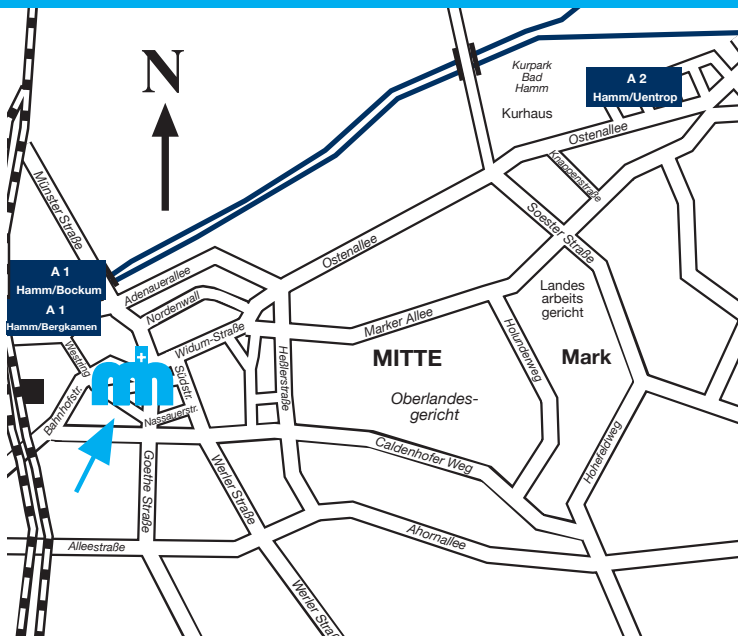 N
Kurpark
Bad
Hamm
Kurhaus
A 2
Hamm/Uentrop
Ostenallee
Knappenstraße
Münster Straße
Soester Straße
Ostenallee
A 1
Hamm/Bockum
A 1
Hamm/Bergkamen
Adenauerallee
Nordenwall
Landes
arbeits
gericht
Marker Allee
Widum-Straße
Holunderweg
Westring
MITTE
Mark
Südstr.
Heßlerstraße
Oberlandes-
gericht
Bahnhofstr.
Nassauerstr.
Caldenhofer Weg
Hohefeldweg
Goethe Straße
Werler Straße
Ahornallee
Alleestraße
Werler Straße